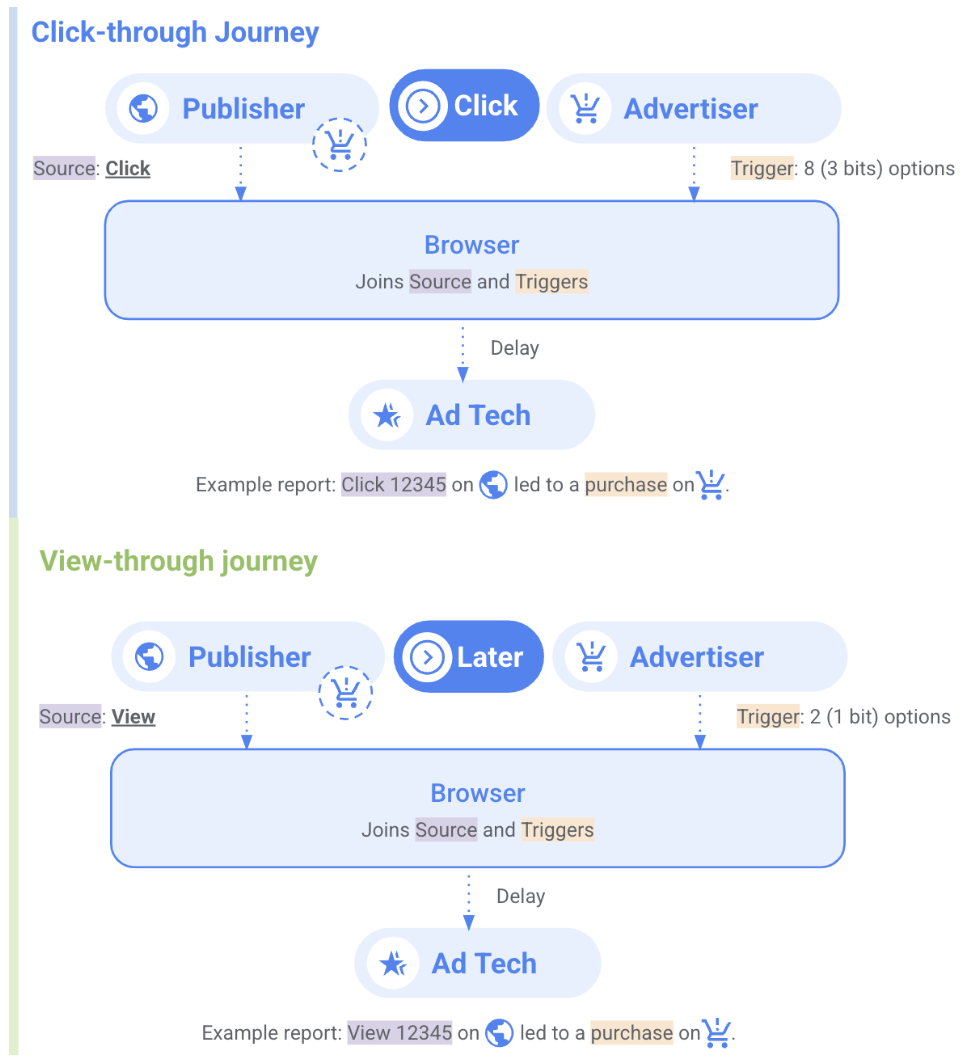 Click-through Journey
Publisher
Click
Advertiser
Source: Click
Trigger: 8 (3 bits) options
Browser
Joins Source and Triggers
Delay
Ad Tech
Example report: Click 12345 on led to a purchase on .
View-through journey
Publisher
Later
Advertiser
Source: View
Trigger: 2 (1 bit) options
Browser
Joins Source and Triggers
Delay
Ad Tech
Example report: View 12345 on led to a purchase on .